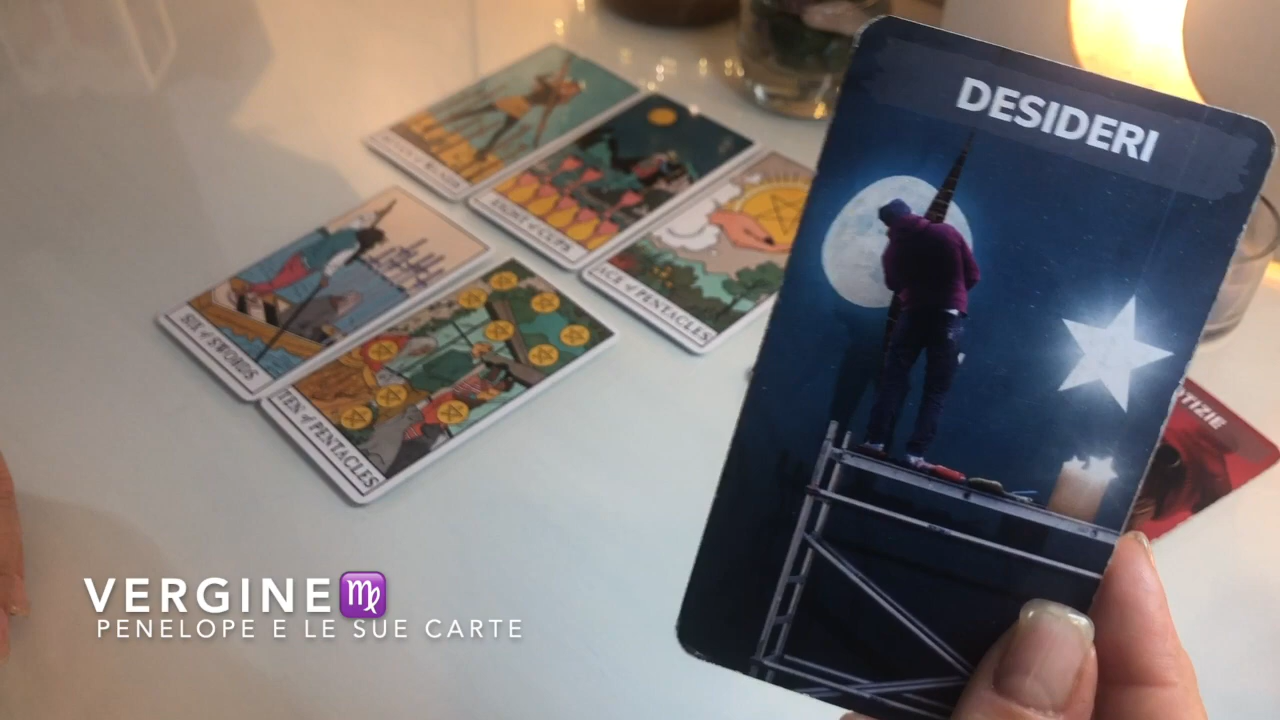 DESIDERI
EIGHT of CUPS
ACE of PENTACLES
SIX of SWORDS
TEN of PENTACLES
VERGINE♍
PENELOPE E LE SUE CARTE